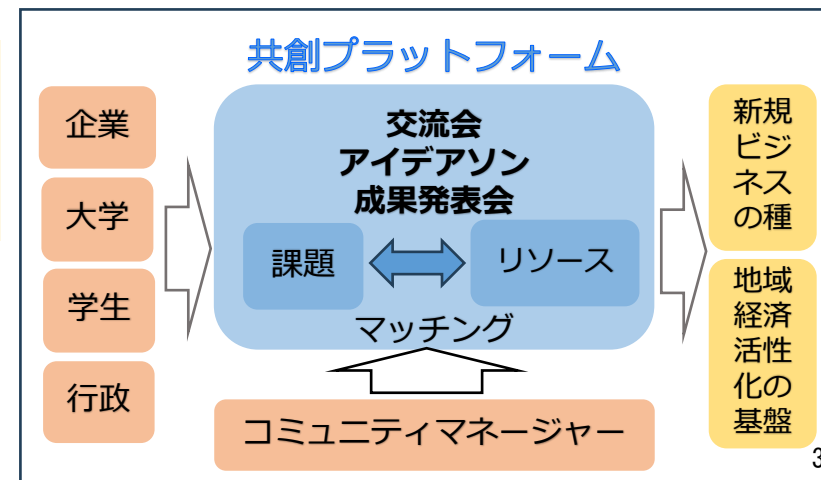 共創プラットフォーム
企業
大学
学生
行政
交流会
アイデアソン
成果発表会
課題
リソース
マッチング
コミュニティマネージャー
新規
ビジ
ネス
の種
地域
経済
活性
化の
基盤
3